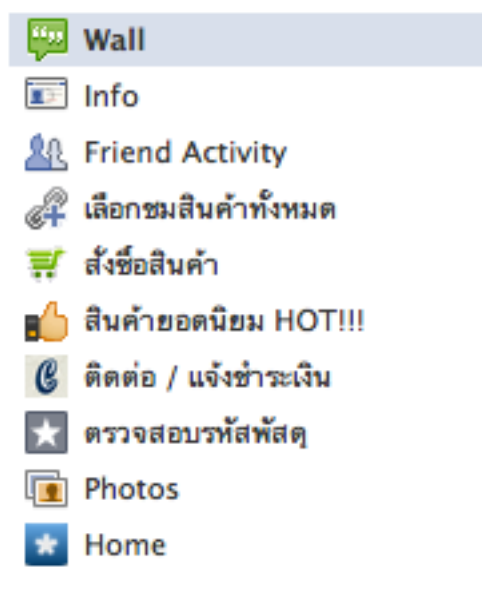 Wall
Info
Friend Activity
เลือกชมสินค้าทั้งหมด
สั่งซื้อสินค้า
สินค้ายอดนิยม HOT!!!
ติดต่อ / แจ้งชำระเงิน
ตรวจสอบรหัสพัสดุ
Photos
Home